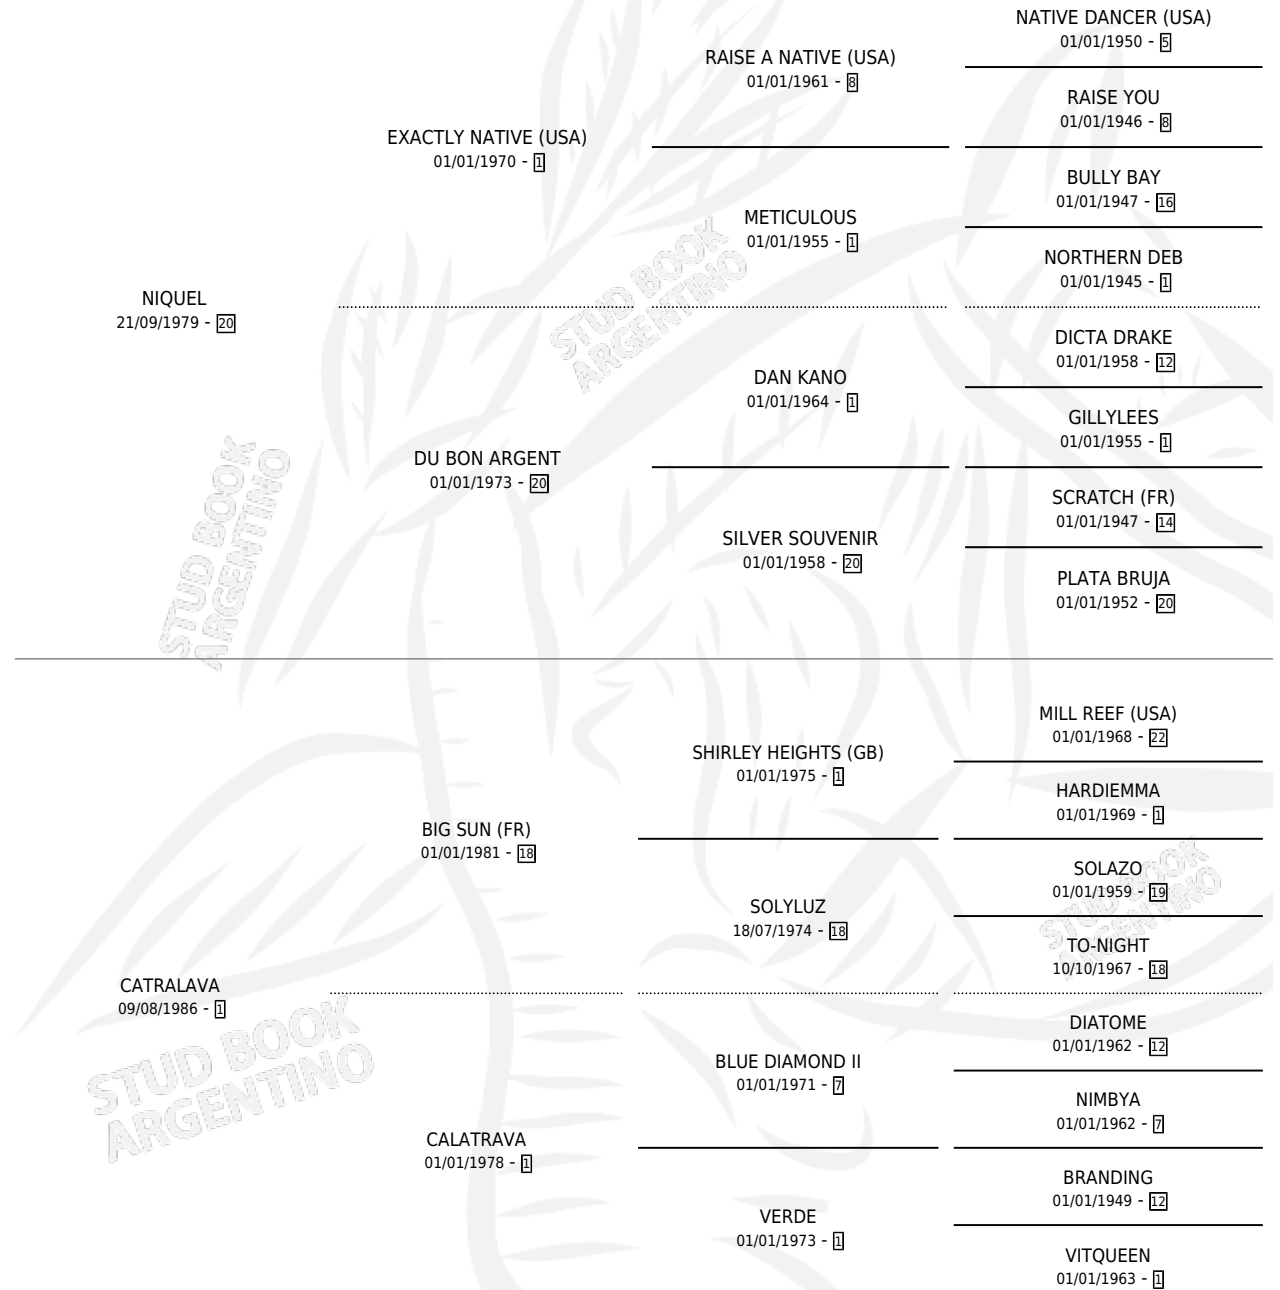 NATIVE DANCER (USA)
01/01/1950 - 5
RAISE A NATIVE (USA)
01/01/1961 - 8
RAISE YOU
01/01/1946 - 8
EXACTLY NATIVE (USA)
01/01/1970 - 1
BULLY BAY
01/01/1947 - 16
METICULOUS
01/01/1955 - 1
NORTHERN DEB
01/01/1945 - 1
NIQUEL
21/09/1979 - 20
DICTA DRAKE
01/01/1958 - 12
DAN KANO
01/01/1964 - 1
GILLYLEES
01/01/1955 - 1
DU BON ARGENT
01/01/1973 - 20
SCRATCH (FR)
01/01/1947 - 14
SILVER SOUVENIR
01/01/1958 - 20
PLATA BRUJA
01/01/1952 - 20
STUD BOOK
ARGENTINO
STUD BOOK
ARGENTINO
MILL REEF (USA)
01/01/1968 - 22
SHIRLEY HEIGHTS (GB)
01/01/1975 - 1
HARDIEMMA
01/01/1969 - 1
BIG SUN (FR)
01/01/1981 - 18
SOLAZO
01/01/1959 - 19
SOLYLUZ
18/07/1974 - 18
TO-NIGHT
10/10/1967 - 18
CATRALAVA
09/08/1986 - 1
DIATOME
01/01/1962 - 12
BLUE DIAMOND II
01/01/1971 - 7
NIMBYA
01/01/1962 - 7
CALATRAVA
01/01/1978 - 1
BRANDING
01/01/1949 - 12
VERDE
01/01/1973 - 1
VITQUEEN
01/01/1963 - 1
STUD BOOK
ARGENTINO
STUD BOOK
ARGENTINO